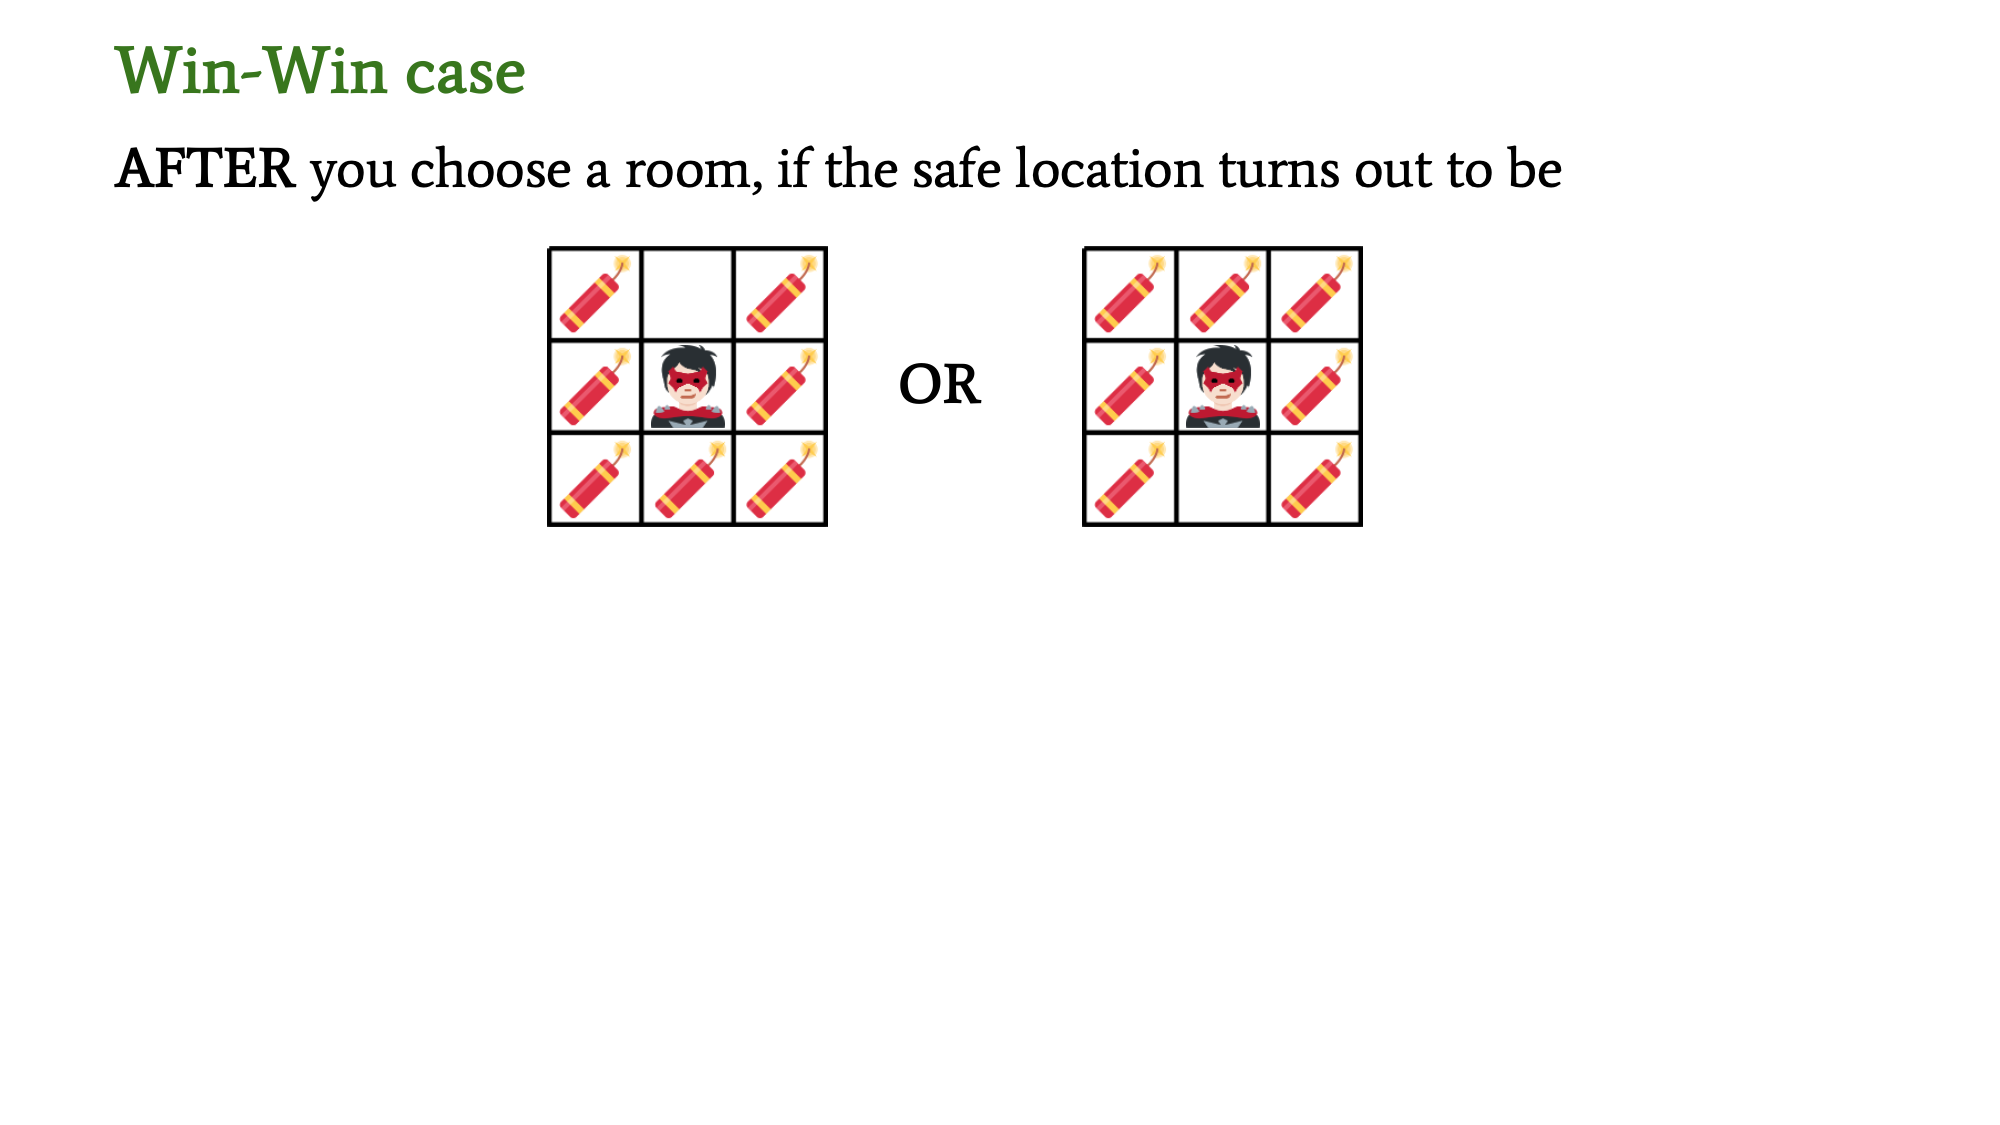 Win-Win case
AFTER you choose a room, if the safe location turns out to be
OR